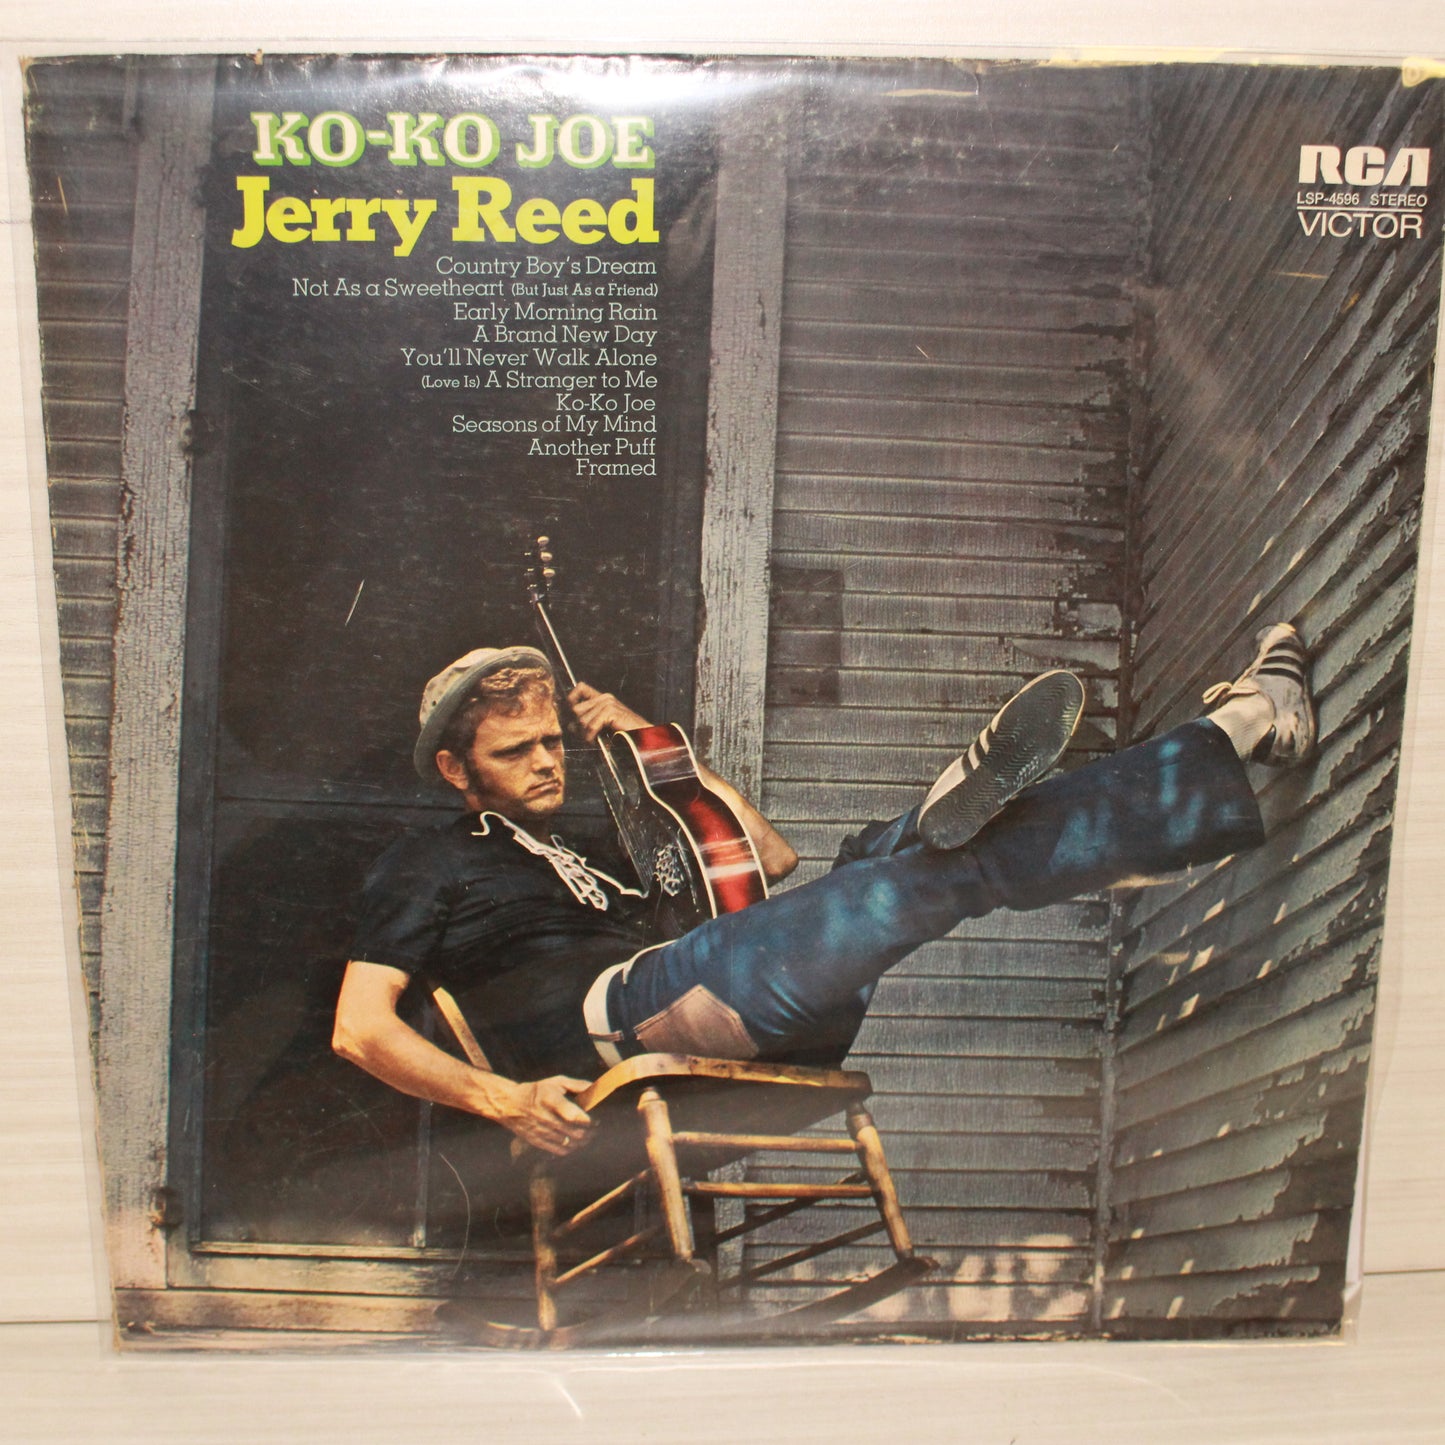 KO-KO JOE
Jerry Reed
Country Boy's Dream
Not As a Sweetheart (But Just As a Friend)
Early Morning Rain
A Brand New Day
You'll Never Walk Alone
(Love Is) A Stranger to Me
Ko-Ko Joe
Seasons of My Mind
Another Puff
Framed
RCA
LSP-4596 STEREO
VICTOR